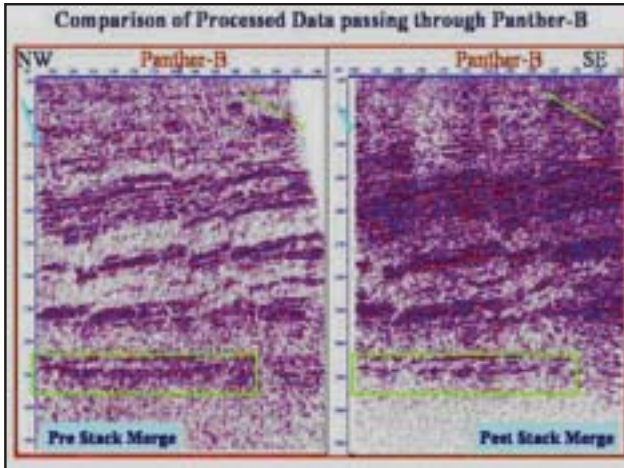 Comparison of Processed Data passing through Panther-B
NW Panther-B
Panther-B SE
Pre Stack Merge
Post Stack Merge